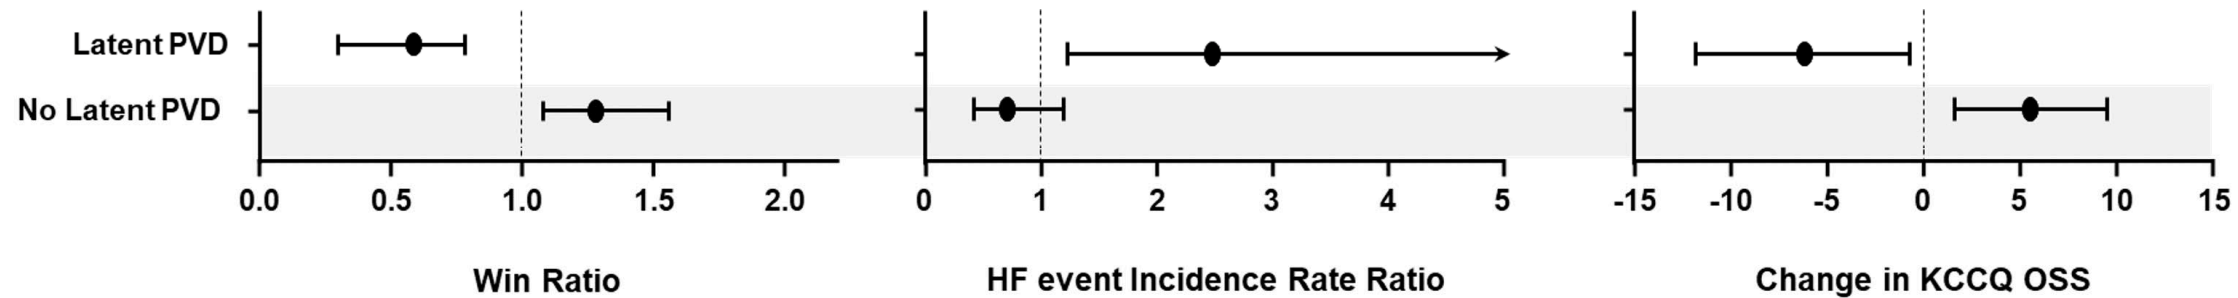 Latent PVD
No Latent PVD
0.0 0.5 1.0 1.5 2.0
0 1 2 3 4 5
-15 -10 -5 0 5 10 15
Win Ratio
HF event Incidence Rate Ratio
Change in KCCQ OSS